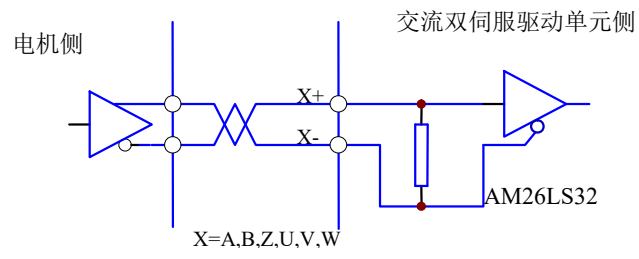 交流双伺服驱动单元侧
电机侧
X+
X-
AM26LS32
X=A,B,Z,U,V,W